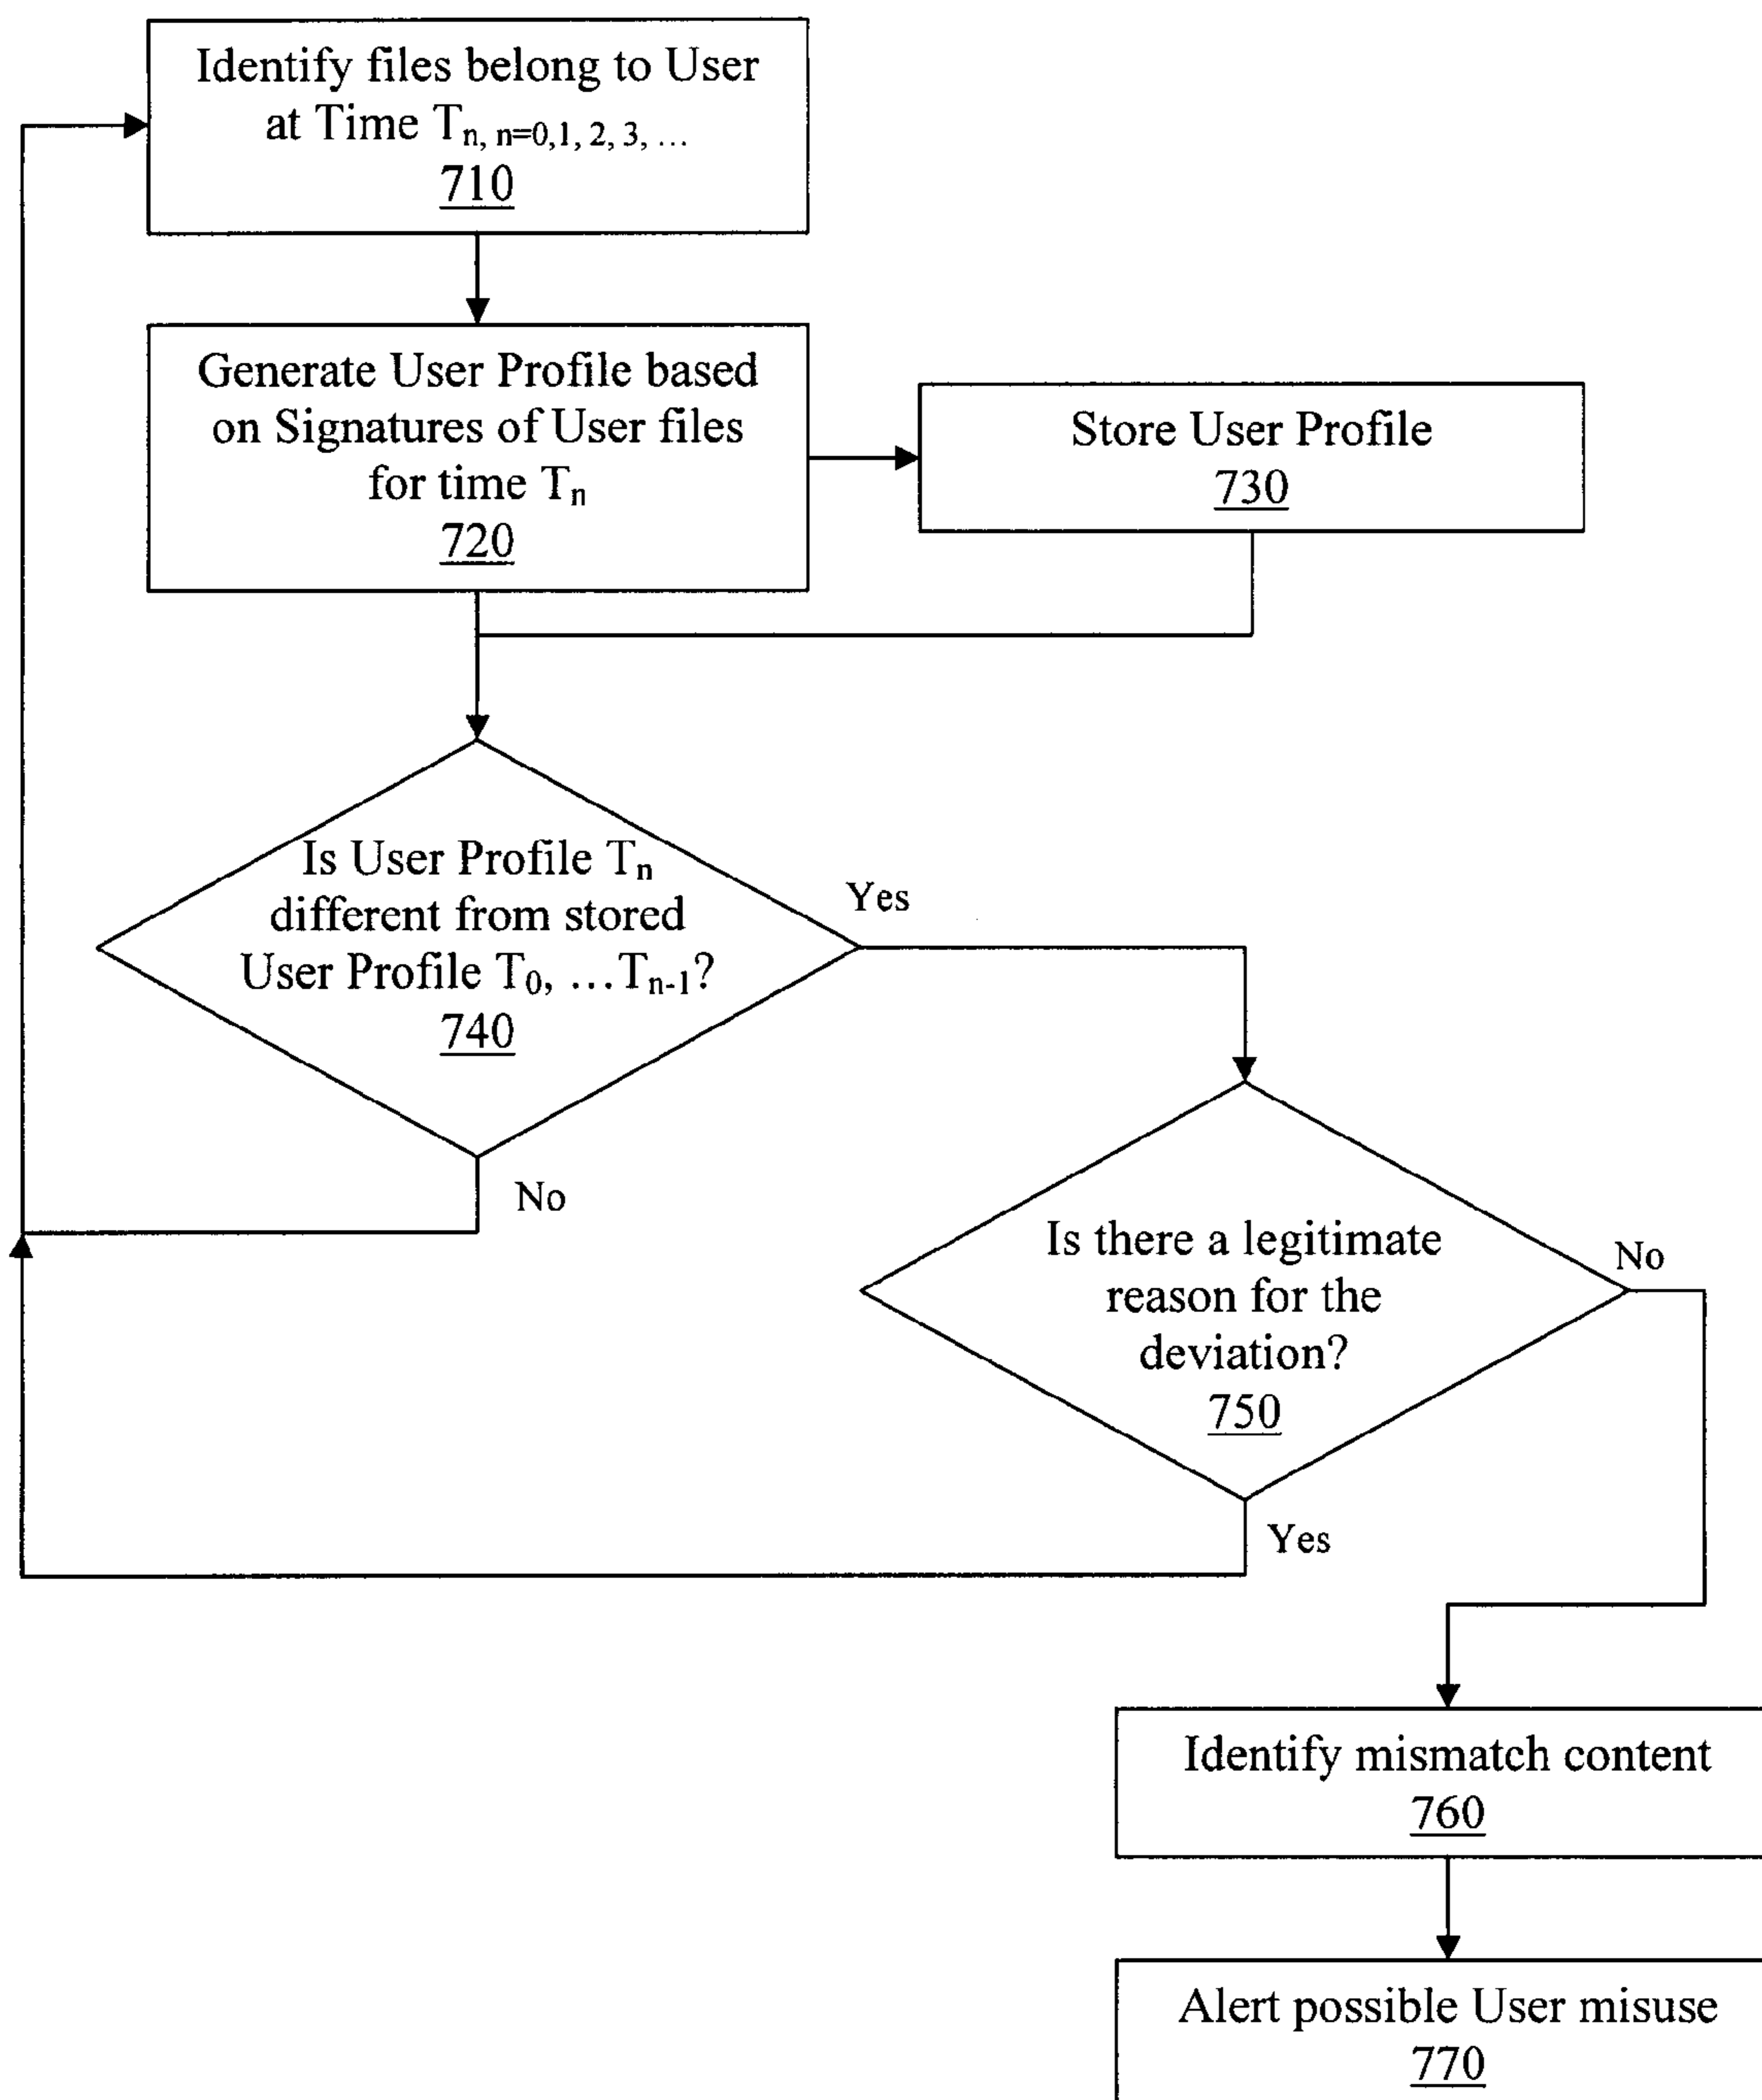 Identify files belong to User
at Time Tn, n=0,1, 2, 3, ...
710
Generate User Profile based
on Signatures of User files
for time Tn
720
Store User Profile
730
Is User Profile Tn
different from stored
User Profile T0, ...Tn-1?
740
Yes
No
Is there a legitimate
reason for the
deviation?
750
No
Yes
Identify mismatch content
760
Alert possible User misuse
770